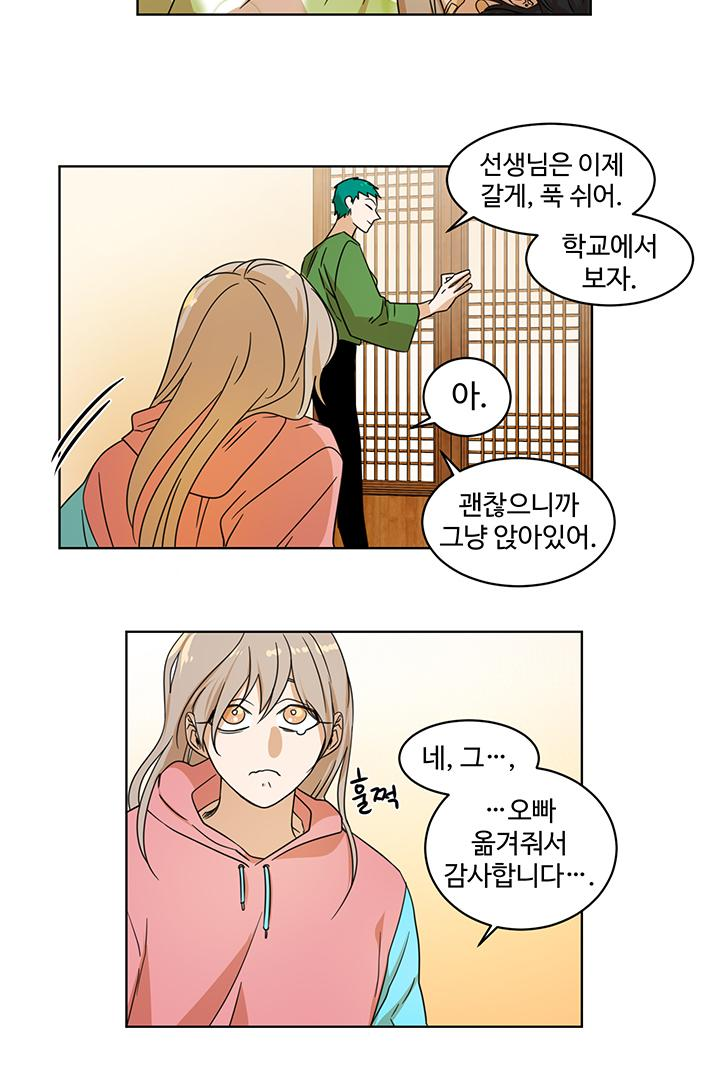 선생님은 이제
갈게, 푹 쉬어.
학교에서
보자.
아.
괜찮으니까
그냥 앉아있어.
네, 그…,
훌쩍
…오빠
옮겨줘서
감사합니다….